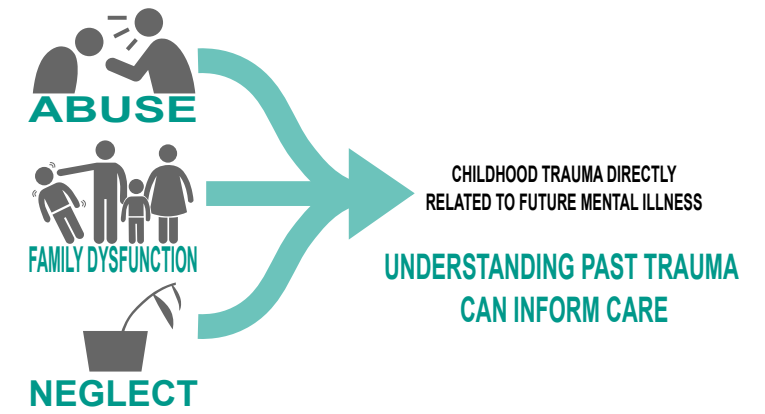 ABUSE
FAMILY DYSFUNCTION
NEGLECT
CHILDHOOD TRAUMA DIRECTLY
RELATED TO FUTURE MENTAL ILLNESS
UNDERSTANDING PAST TRAUMA
CAN INFORM CARE